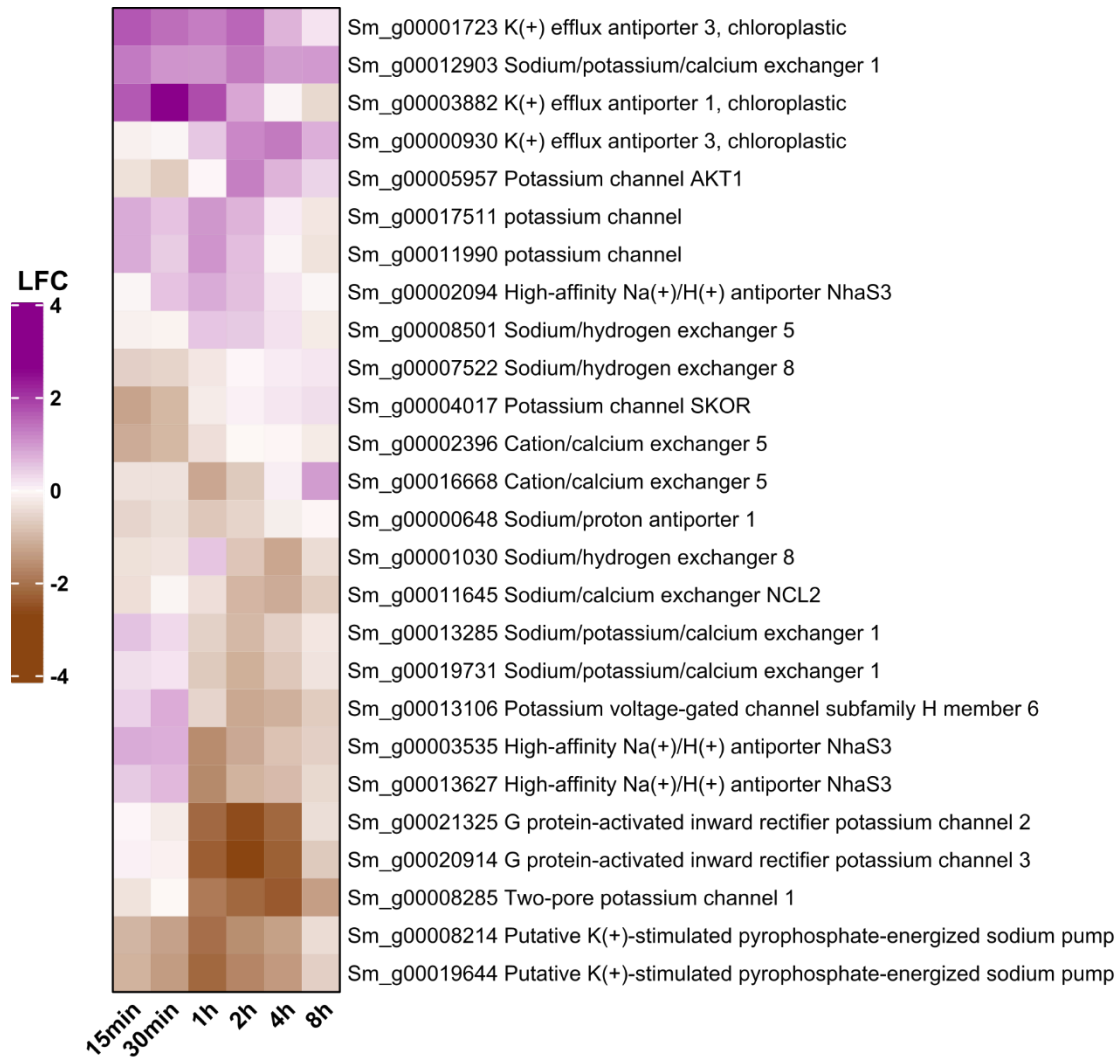 Sm_g00001723 K(+) efflux antiporter 3, chloroplastic
Sm_g00012903 Sodium/potassium/calcium exchanger 1
Sm_g00003882 K(+) efflux antiporter 1, chloroplastic
Sm_g00000930 K(+) efflux antiporter 3, chloroplastic
Sm_g00005957 Potassium channel AKT1
Sm_g00017511 potassium channel
Sm_g00011990 potassium channel
Sm_g00002094 High-affinity Na(+)/H(+) antiporter NhaS3
Sm_g00008501 Sodium/hydrogen exchanger 5
Sm_g00007522 Sodium/hydrogen exchanger 8
Sm_g00004017 Potassium channel SKOR
Sm_g00002396 Cation/calcium exchanger 5
Sm_g00016668 Cation/calcium exchanger 5
Sm_g00000648 Sodium/proton antiporter 1
Sm_g00001030 Sodium/hydrogen exchanger 8
Sm_g00011645 Sodium/calcium exchanger NCL2
Sm_g00013285 Sodium/potassium/calcium exchanger 1
Sm_g00019731 Sodium/potassium/calcium exchanger 1
Sm_g00013106 Potassium voltage-gated channel subfamily H member 6
Sm_g00003535 High-affinity Na(+)/H(+) antiporter NhaS3
Sm_g00013627 High-affinity Na(+)/H(+) antiporter NhaS3
Sm_g00021325 G protein-activated inward rectifier potassium channel 2
Sm_g00020914 G protein-activated inward rectifier potassium channel 3
Sm_g00008285 Two-pore potassium channel 1
Sm_g00008214 Putative K(+)-stimulated pyrophosphate-energized sodium pump
Sm_g00019644 Putative K(+)-stimulated pyrophosphate-energized sodium pump
LFC
4
2
0
-2
-4
15min
30min
1h
2h
4h
8h